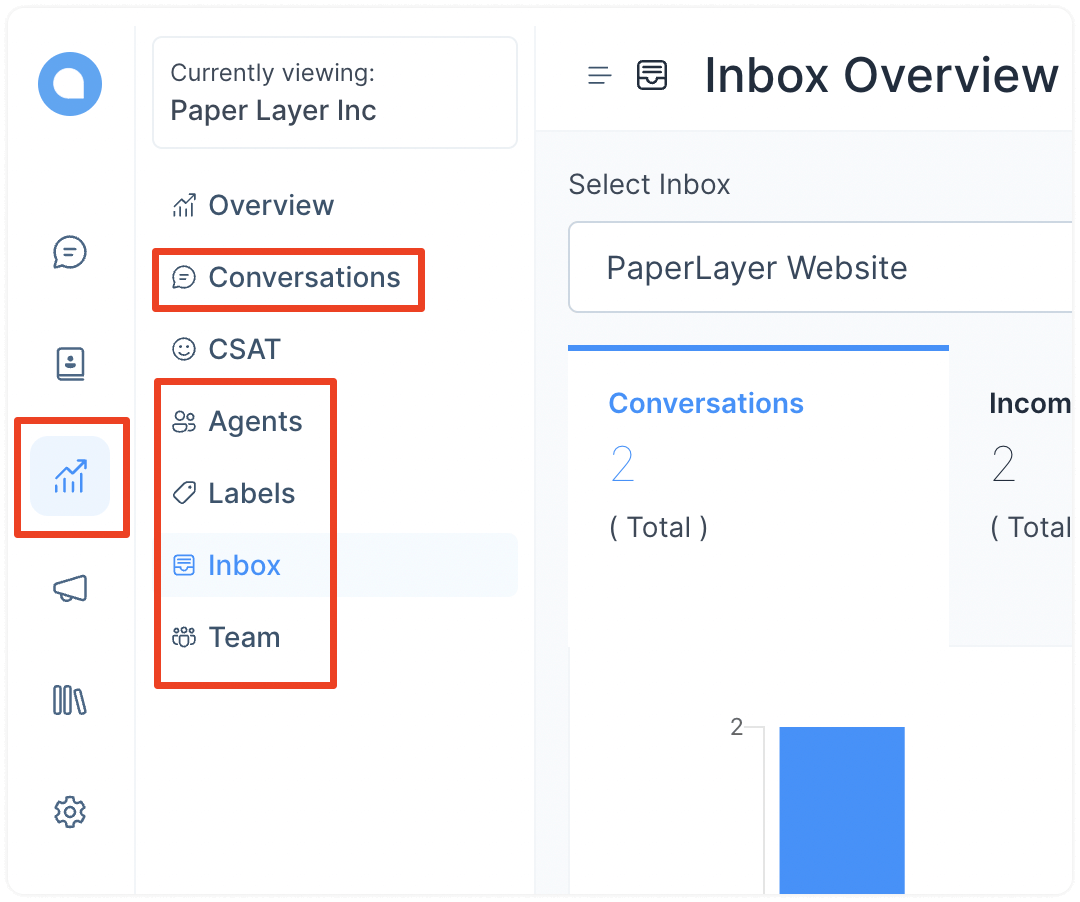 Currently viewing:
Paper Layer Inc
Overview
Conversations
CSAT
Agents
Labels
Inbox
Team
Inbox Overview
Select Inbox
PaperLayer Website
Conversations
2
( Total )
Incom
2
( Total
2